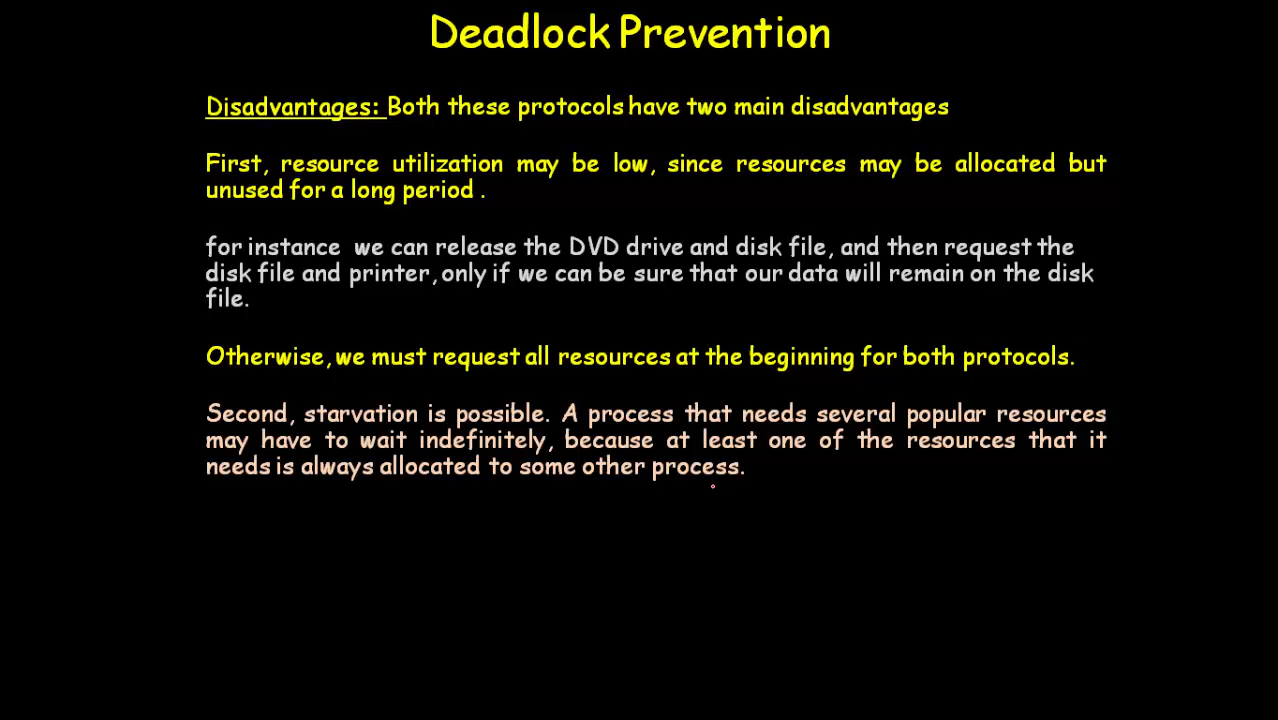 Deadlock Prevention
Disadvantages: Both these protocols have two main disadvantages
First, resource utilization may be low, since resources may be allocated but
unused for a long period .
for instance we can release the DVD drive and disk file, and then request the
disk file and printer, only if we can be sure that our data will remain on the disk
file.
Otherwise, we must request all resources at the beginning for both protocols.
Second, starvation is possible. A process that needs several popular resources
may have to wait indefinitely, because at least one of the resources that it
needs is always allocated to some other process.